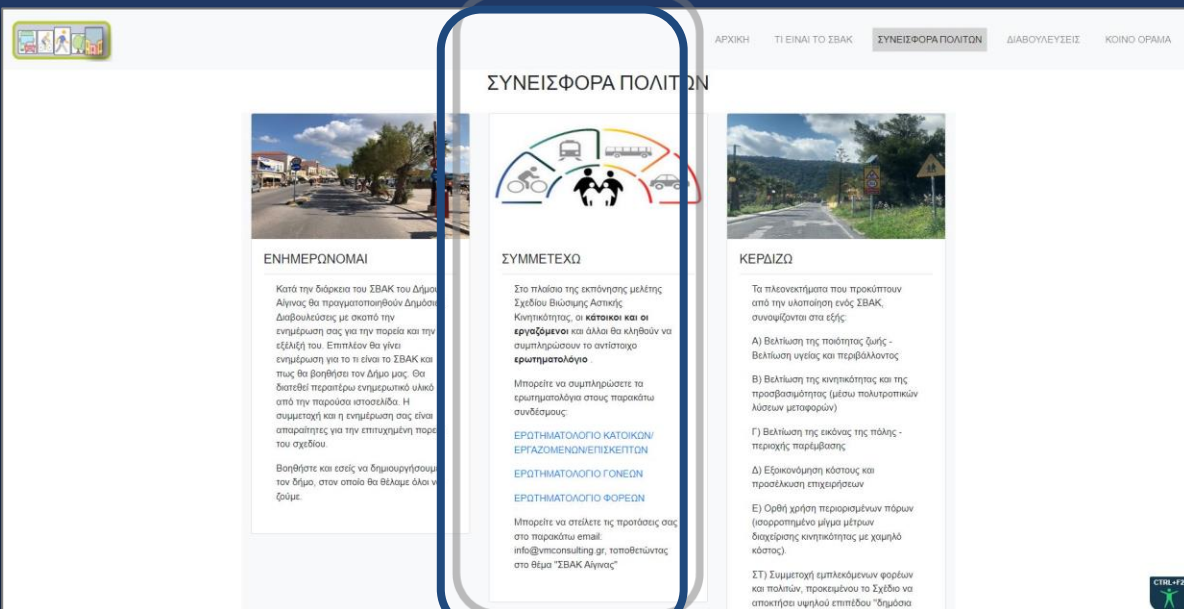 ΑΡΧΙΚΗ ΤΙ ΕΙΝΑΙ ΤΟ ΣΒΑΚ ΣΥΝΕΙΣΦΟΡΑ ΠΟΛΙΤΩΝ ΔΙΑΒΟΥΛΕΥΣΕΙΣ ΚΟΙΝΟ ΟΡΑΜΑ
ΣΥΝΕΙΣΦΟΡΑ ΠΟΛΙΤΩΝ
ΕΝΗΜΕΡΩΝΟΜΑΙ
Κατά την διάρκεια του ΣΒΑΚ του Δήμου
Αίγινας θα πραγματοποιηθούν
Διαβουλεύσεις με σκοπό την
ενημέρωση σας για την πορεία και την
εξέλιξή του. Επιπλέον θα γίνει
ενημέρωση για το τι είναι το ΣΒΑΚ και
πως θα βοηθήσει τον Δήμο μας. Θα
διατεθεί περαιτέρω ενημερωτικό υλικό
από την παρούσα ιστοσελίδα. Η
συμμετοχή και η ενημέρωση σας είναι
απαραίτητες για την επιτυχημένη
του σχεδίου.
Βοηθήστε και εσείς να
τον δήμο, στον οποίο θα θέλαμε όλοι
ζούμε.
ΣΥΜΜΕΤΕΧΩ
Στο πλαίσιο της εκπόνησης μελέτης
Σχεδίου Βιώσιμης Αστικής
Κινητικότητας, οι κάτοικοι και οι
εργαζόμενοι και άλλοι θα κληθούν να
συμπληρώσουν το αντίστοιχο
ερωτηματολόγιο .
Μπορείτε να συμπληρώσετε τα
ερωτηματολόγια στους παρακάτω
συνδέσμους:
ΕΡΩΤΗΜΑΤΟΛΟΓΙΟ ΚΑΤΟΙΚΩΝ/
ΕΡΓΑΖΟΜΕΝΩΝ/ΕΠΙΣΚΕΠΤΩΝ
ΕΡΩΤΗΜΑΤΟΛΟΓΙΟ ΓΟΝΕΩΝ
ΕΡΩΤΗΜΑΤΟΛΟΓΙΟ ΦΟΡΕΩΝ
Μπορείτε να στείλετε τις προτάσεις σας
στο παρακάτω email:
info@vmconsulting.gr, τοποθετώντας
στο θέμα "ΣΒΑΚ Αίγινας"
ΚΕΡΔΙΖΩ
Τα πλεονεκτήματα που προκύπτουν
από την υλοποίηση ενός ΣΒΑΚ,
συνοψίζονται στα εξής:
Α) Βελτίωση της ποιότητας ζωής -
Βελτίωση υγείας και περιβάλλοντος
Β) Βελτίωση της κινητικότητας και της
προσβασιμότητας (μέσω πολυτροπικών
λύσεων μεταφορών)
Γ) Βελτίωση της εικόνας της πόλης -
περιοχής παρέμβασης
Δ) Εξοικονόμηση κόστους και
προσέλκυση επιχειρήσεων
Ε) Ορθή χρήση περιορισμένων πόρων
(ισορροπημένο μίγμα μέτρων
διαχείρισης κινητικότητας με χαμηλό
κόστος).
ΣΤ) Συμμετοχή εμπλεκόμενων φορέων
και πολιτών, προκειμένου το Σχέδιο να
αποκτήσει υψηλού επιπέδου "δημόσια
CTRL+F2